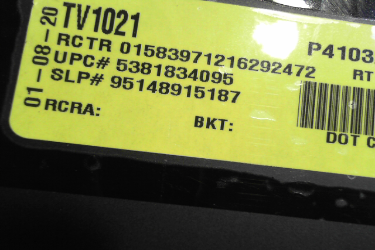 01-08-20
TV1021
RCTR 01583971216292472
UPC# 5381834095
SLP# 95148915187
RCRA:
BKT:
P4103
RT
DOT C